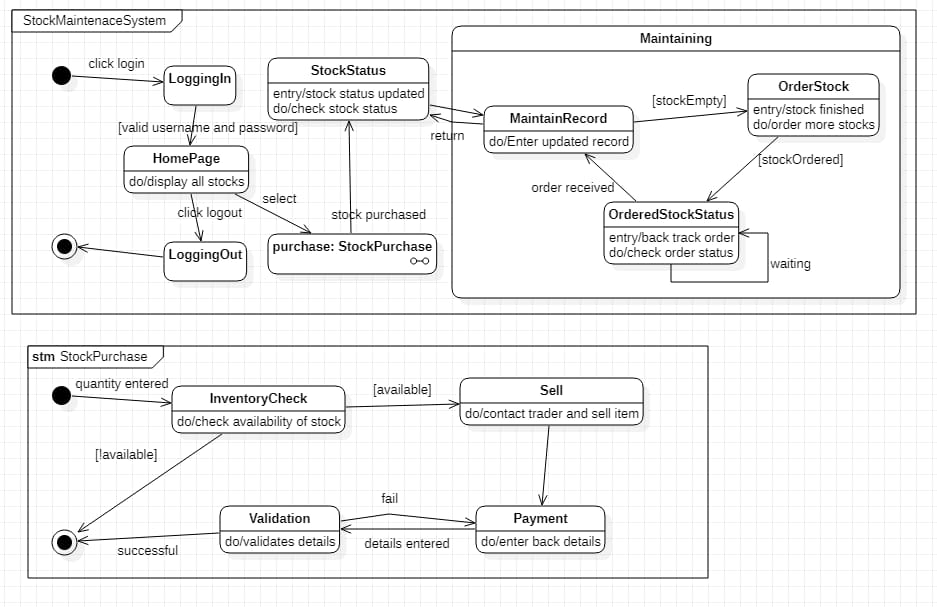 StockMaintenaceSystem
Maintaining
click login
LoggingIn
StockStatus
entry/stock status updated
do/check stock status
OrderStock
entry/stock finished
do/order more stocks
[stockEmpty]
MaintainRecord
do/Enter updated record
return
[valid username and password]
HomePage
do/display all stocks
[stockOrdered]
order received
select
click logout
stock purchased
OrderedStockStatus
entry/back track order
do/check order status
waiting
LoggingOut
purchase: StockPurchase
stm StockPurchase
quantity entered
InventoryCheck
do/check availability of stock
[available]
Sell
do/contact trader and sell item
[!available]
fail
Validation
do/validates details
Payment
do/enter back details
details entered
successful